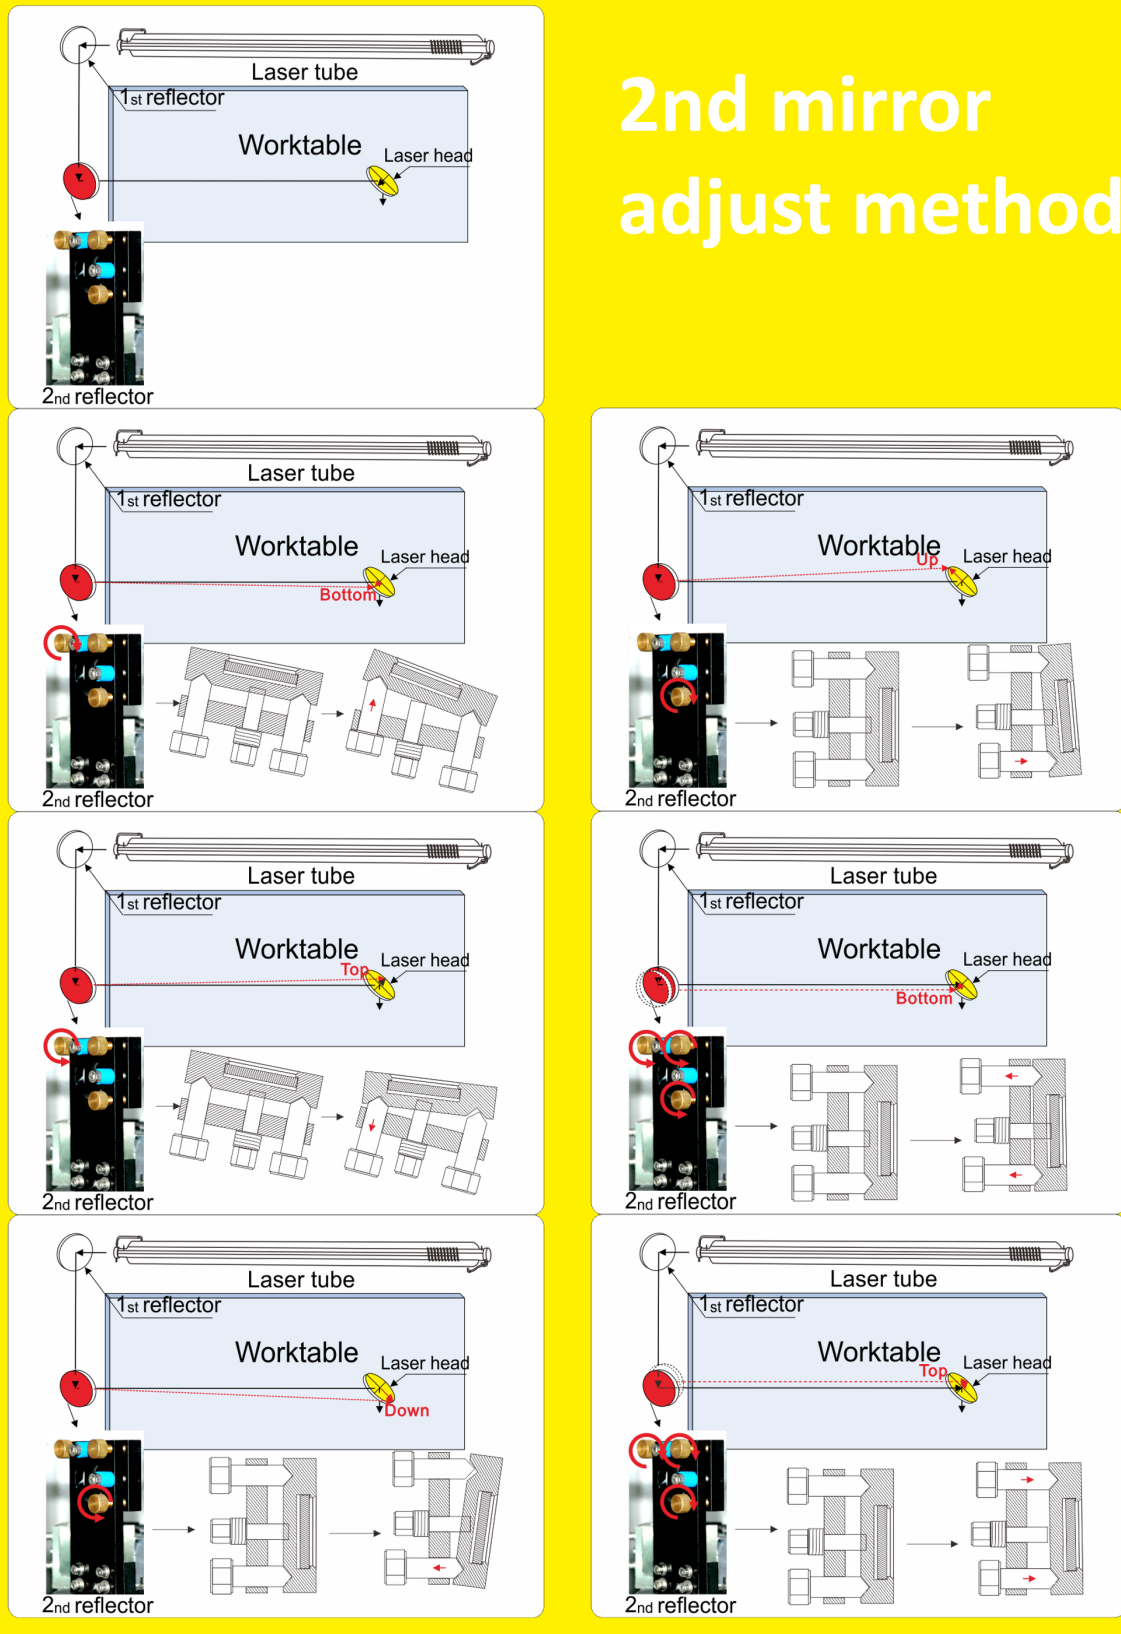 2nd mirror
adjust method
Laser tube
1st reflector
Worktable
Laser head
2nd reflector
Laser tube
1st reflector
Worktable
Laser head
Bottom
2nd reflector
1st reflector
Worktable
Up
Laser head
2nd reflector
Laser tube
1st reflector
Worktable
Laser head
Top
2nd reflector
Laser tube
1st reflector
Worktable
Laser head
Bottom
2nd reflector
Laser tube
1st reflector
Worktable
Laser head
Down
2nd reflector
Laser tube
1st reflector
Worktable
Laser head
Top
2nd reflector